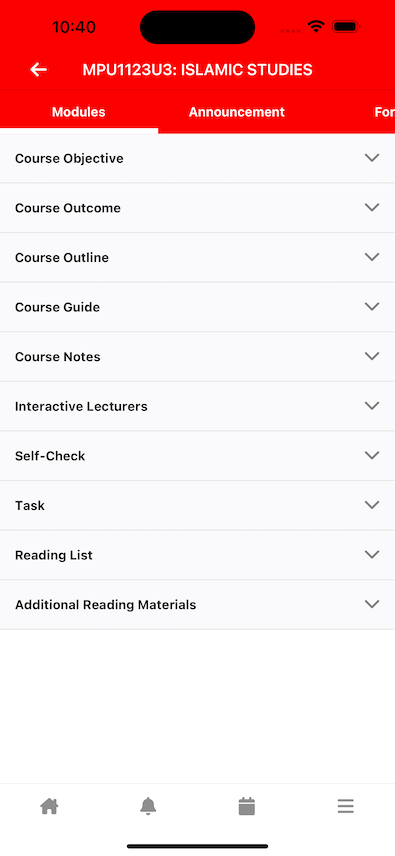 10:40
MPU1123U3: ISLAMIC STUDIES
Modules Announcement For
Course Objective
Course Outcome
Course Outline
Course Guide
Course Notes
Interactive Lecturers
Self-Check
Task
Reading List
Additional Reading Materials